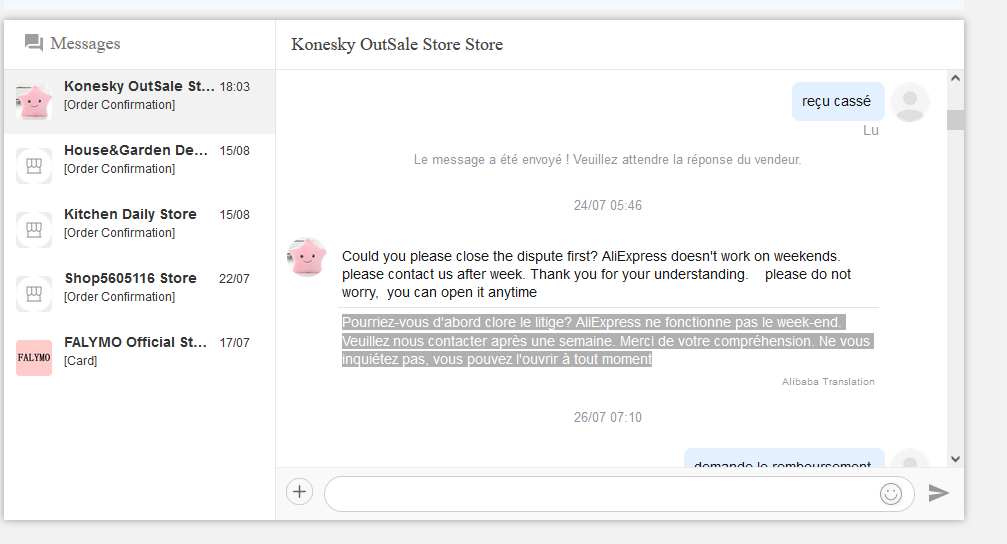 Messages
Konesky OutSale St... 18:03
[Order Confirmation]
House&Garden De... 15/08
[Order Confirmation]
Kitchen Daily Store 15/08
[Order Confirmation]
Shop5605116 Store 22/07
[Order Confirmation]
FALYMO
FALYMO Official St... 17/07
[Card]
Konesky OutSale Store Store
reçu cassé
Lu
Le message a été envoyé ! Veuillez attendre la réponse du vendeur.
24/07 05:46
Could you please close the dispute first? AliExpress doesn't work on weekends.
please contact us after week. Thank you for your understanding. please do not
worry, you can open it anytime
Pourriez-vous d'abord clore le litige? AliExpress ne fonctionne pas le week-end.
Veuillez nous contacter après une semaine. Merci de votre compréhension. Ne vous
inquiétez pas, vous pouvez l'ouvrir à tout moment
Alibaba Translation
26/07 07:10
demande le remboursement